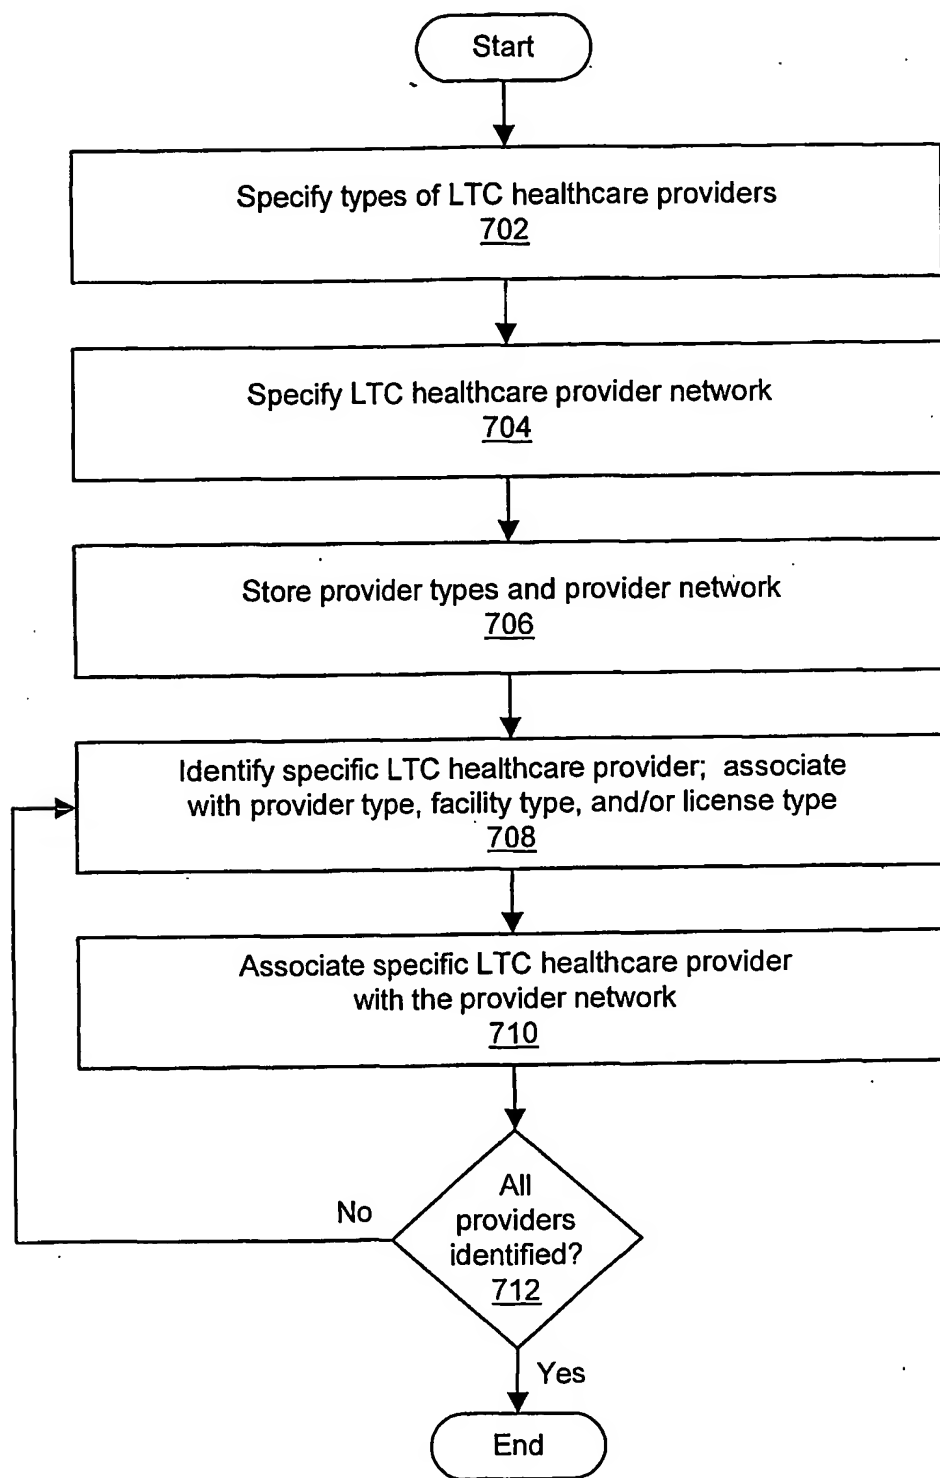 Start
Specify types of LTC healthcare providers
702
Specify LTC healthcare provider network
704
Store provider types and provider network
706
Identify specific LTC healthcare provider; associate
with provider type, facility type, and/or license type
708
Associate specific LTC healthcare provider
with the provider network
710
All
providers
identified?
712
No
Yes
End